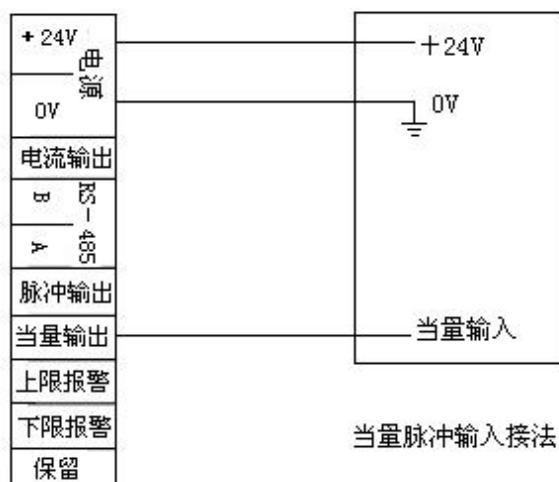 +24V
电源
0V
电流输出
B
A
RS-485
脉冲输出
当量输出
上限报警
下限报警
保留
+24V
0V
当量输入
当量脉冲输入接法